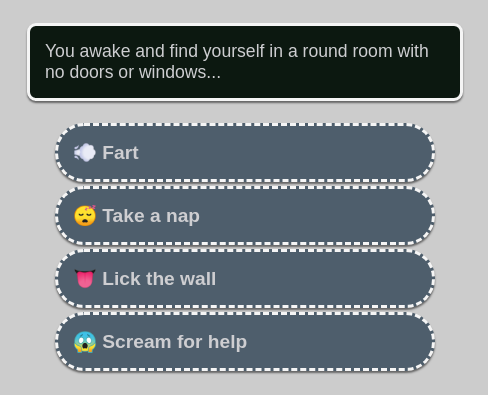 You awake and find yourself in a round room with
no doors or windows...
Fart
Take a nap
Lick the wall
Scream for help